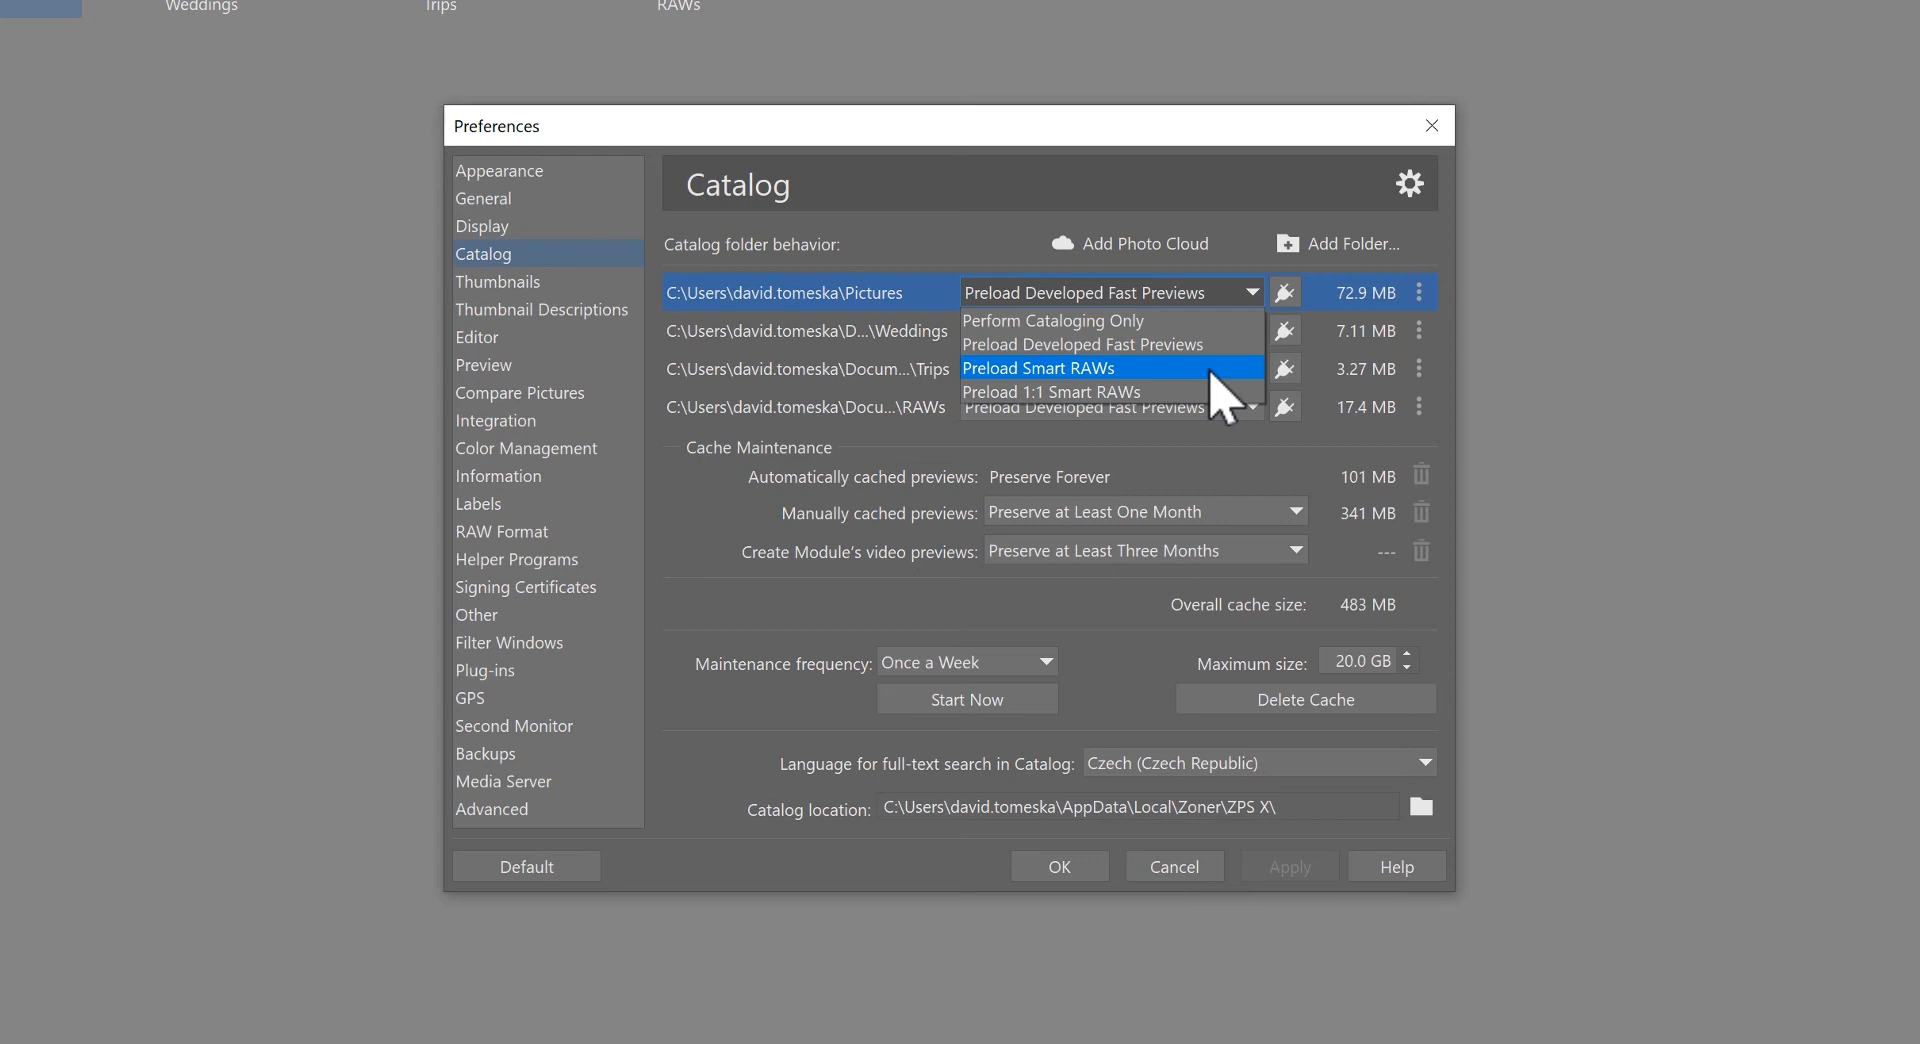 Weddings
Trips
RAWs
Preferences
Appearance
General
Display
Catalog
Thumbnails
Thumbnail Descriptions
Editor
Preview
Compare Pictures
Integration
Color Management
Information
Labels
RAW Format
Helper Programs
Signing Certificates
Other
Filter Windows
Plug-ins
GPS
Second Monitor
Backups
Media Server
Advanced
Catalog
Catalog folder behavior: Add Photo Cloud Add Folder...
C:\Users\david.tomeska\Pictures Preload Developed Fast Previews 72.9 MB
Perform Cataloging Only
C:\Users\david.tomeska\D...\Weddings 7.11 MB
Preload Developed Fast Previews
C:\Users\david.tomeska\Docum...\Trips Preload Smart RAWs 3.27 MB
Preload 1:1 Smart RAWs
C:\Users\david.tomeska\Docu...\RAWs Preload Developed Fast Previews 17.4 MB
Cache Maintenance
Automatically cached previews: Preserve Forever 101 MB
Manually cached previews: Preserve at Least One Month 341 MB
Create Module's video previews: Preserve at Least Three Months ---
Overall cache size: 483 MB
Maintenance frequency: Once a Week Maximum size: 20.0 GB
Start Now Delete Cache
Language for full-text search in Catalog: Czech (Czech Republic)
Catalog location: C:\Users\david.tomeska\AppData\Local\Zoner\ZPS X\
Default OK Cancel Apply Help